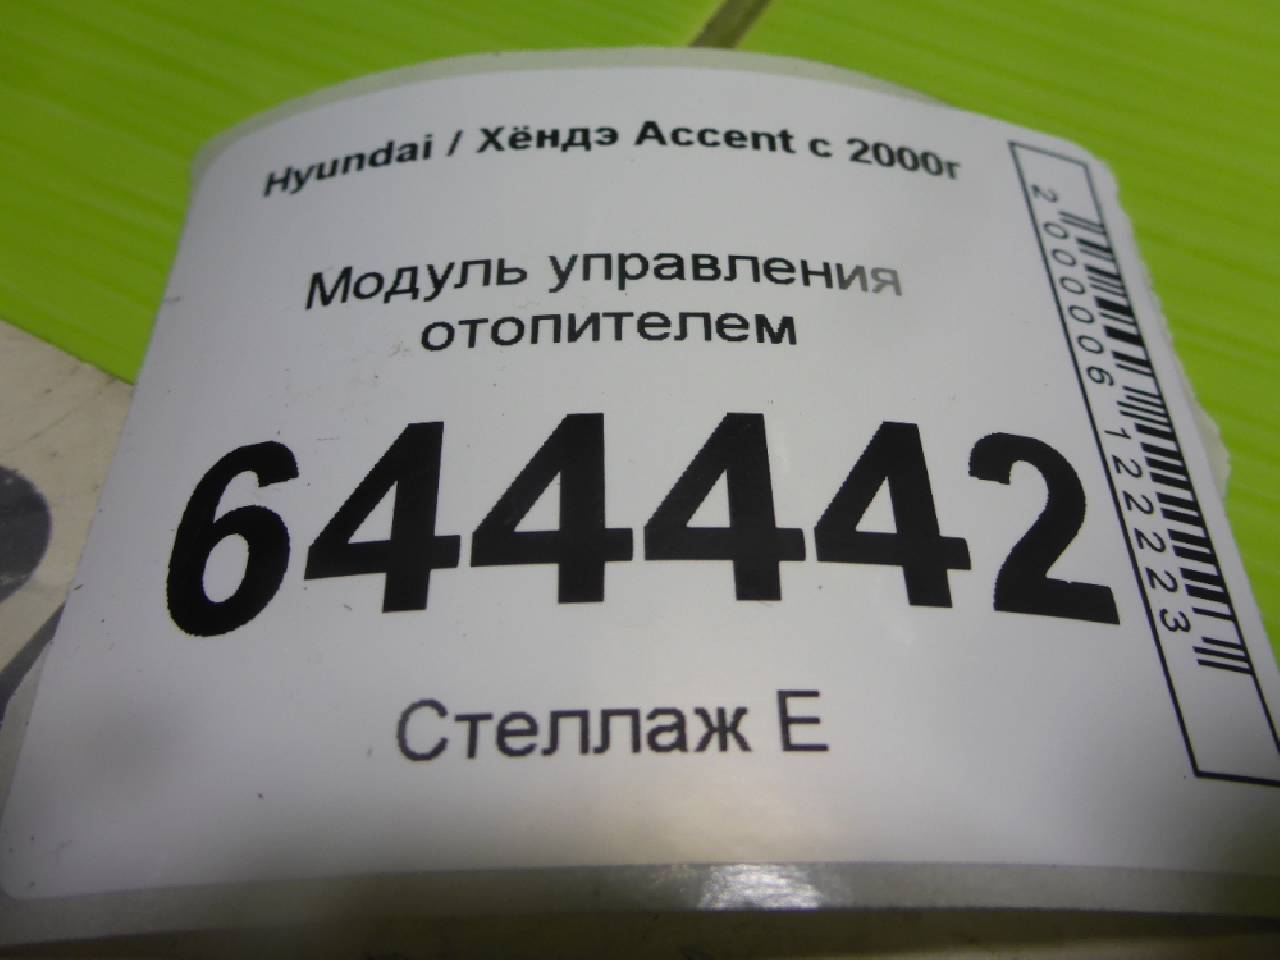 Hyundai / Хёндэ Accent с 2000г
Модуль управления
отопителем
644442
Стеллаж Е
2000006122223